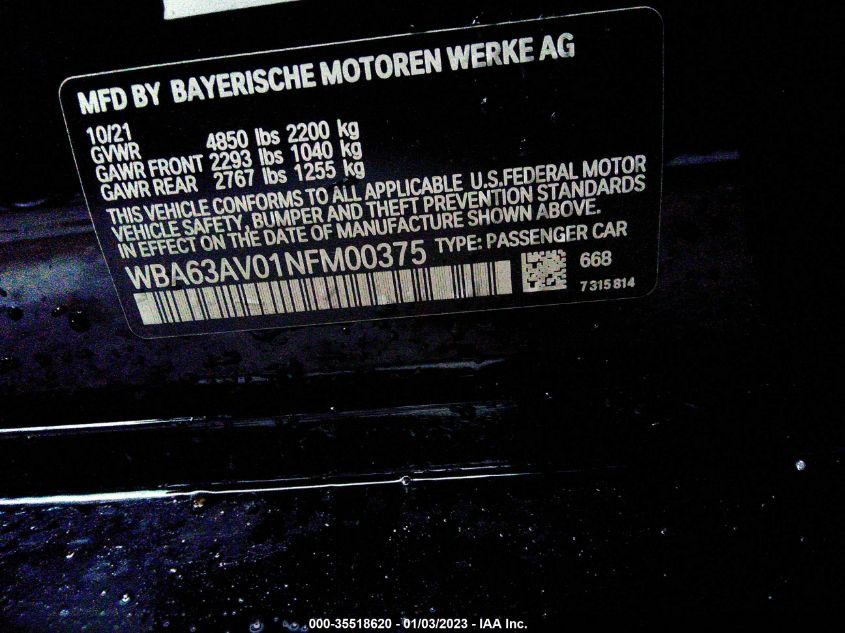 MFD BY BAYERISCHE MOTOREN WERKE AG
10/21
GVWR 4850 lbs 2200 kg
GAWR FRONT 2293 lbs 1040 kg
GAWR REAR 2767 lbs 1255 kg
THIS VEHICLE CONFORMS TO ALL APPLICABLE U.S.FEDERAL MOTOR
VEHICLE SAFETY, BUMPER AND THEFT PREVENTION STANDARDS
IN EFFECT ON THE DATE OF MANUFACTURE SHOWN ABOVE.
WBA63AV01NFM00375 TYPE: PASSENGER CAR
668
7 315 814
000-35518620 - 01/03/2023 - IAA Inc.